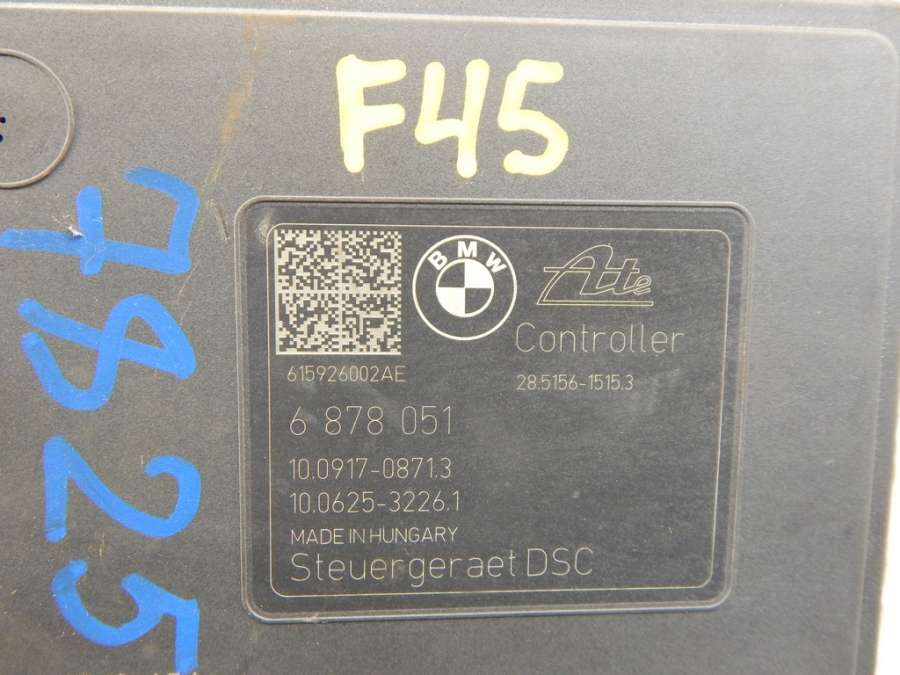 F45
7825
BMW
Ate
Controller
615926002AE
28.5156-1515.3
6 878 051
10.0917-0871.3
10.0625-3226.1
MADE IN HUNGARY
Steuergeraet DSC